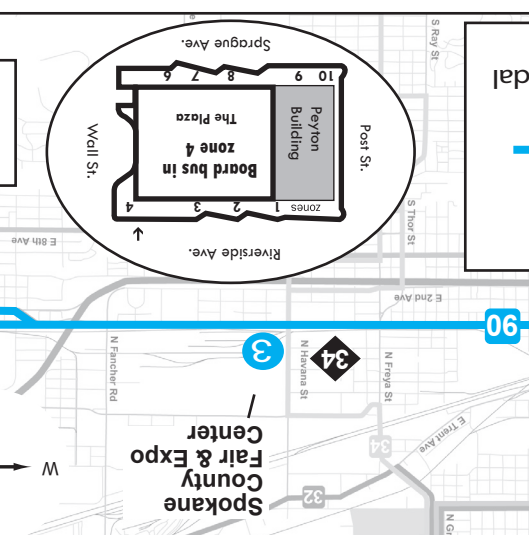 Spokane
County
Fair & Expo
Center
W
32
34
N Gr
E Trent Ave
N Freya St
N Havana St
N Fancher Rd
34
3
90
E 2nd Ave
E 8th Ave
S Thor St
S Ray St
dal
Riverside Ave.
zones
1
2
3
4
Post St.
Peyton
Building
Board bus in
zone 4
The Plaza
Wall St.
10
9
8
7
6
Sprague Ave.
e